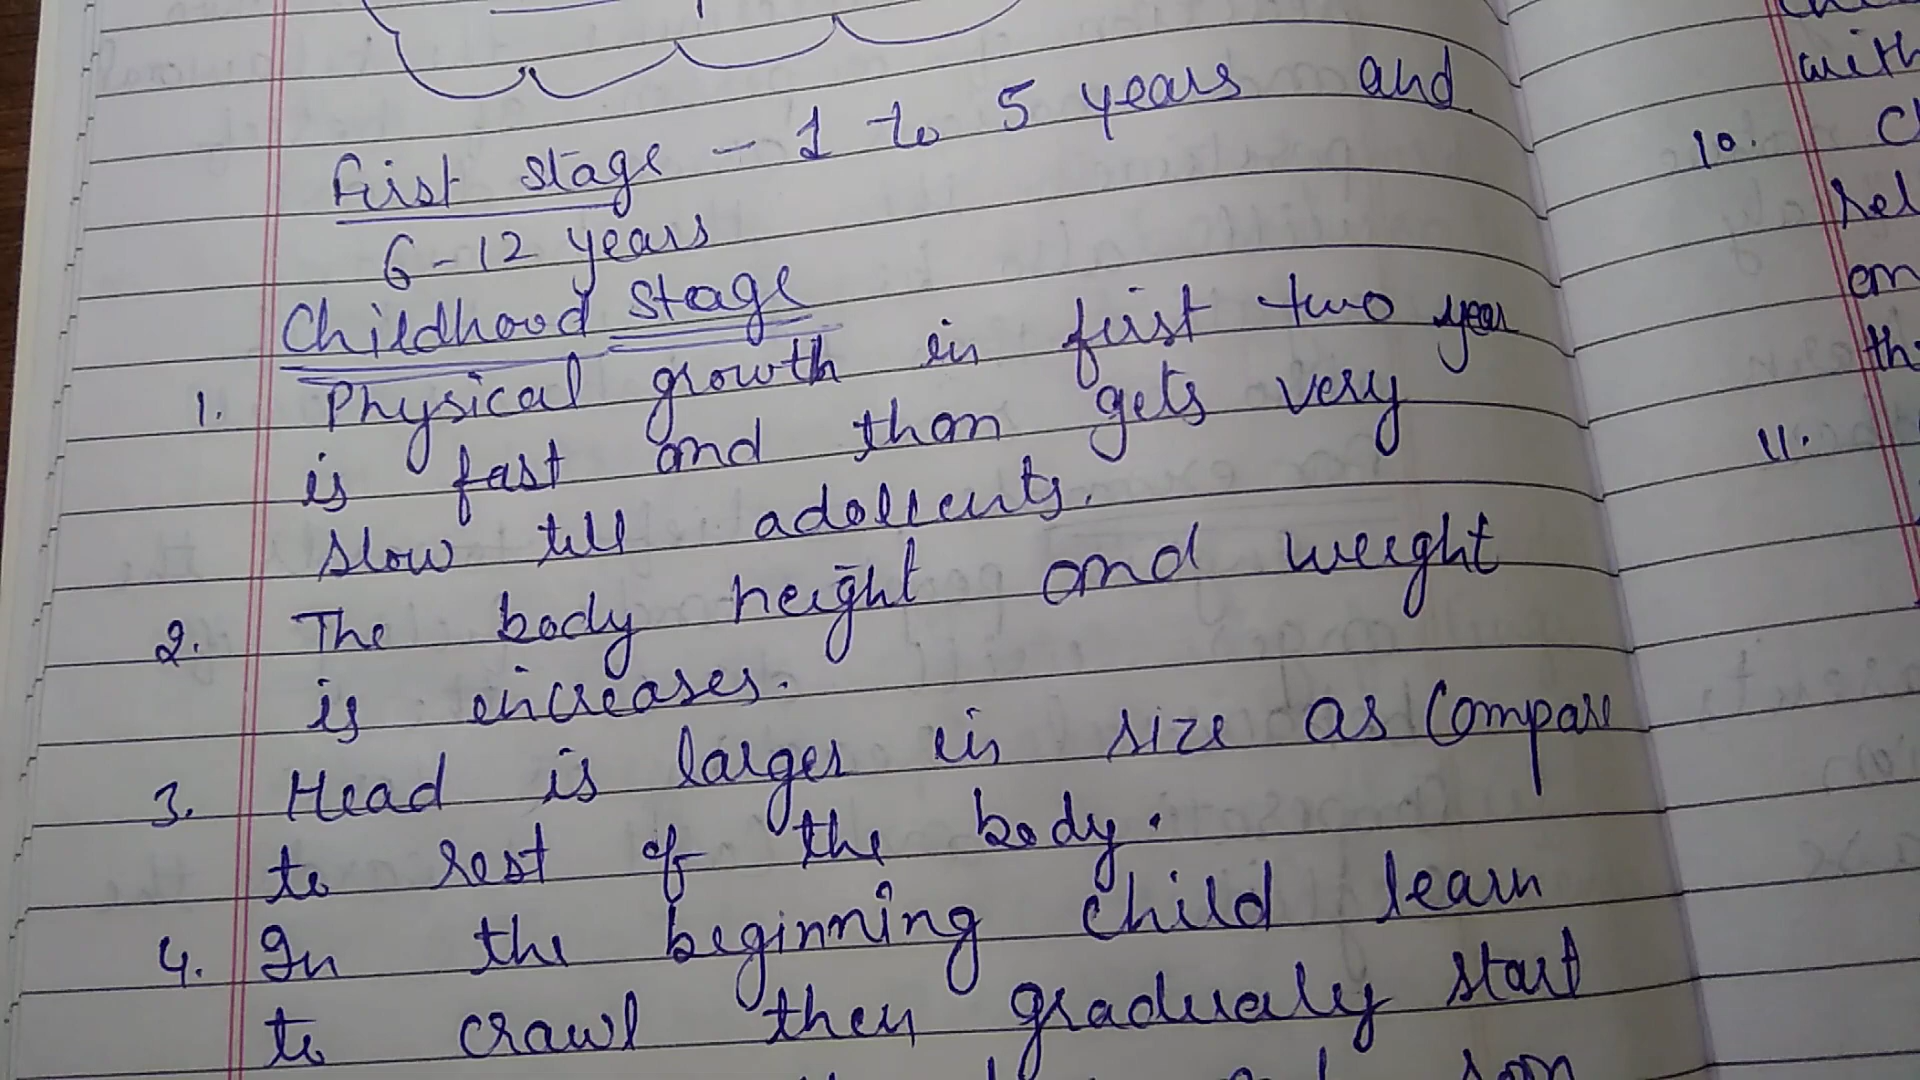 First stage - 1 to 5 years and
6-12 years
Childhood stage
1. Physical growth in first two year
is fast and than gets very
slow till adollents.
2. The body height and weight
is increases.
3. Head is larger in size as Compare
to rest of the body.
4. In the beginning child learn
to crawl then gradualy start
soon
with
10.
11.